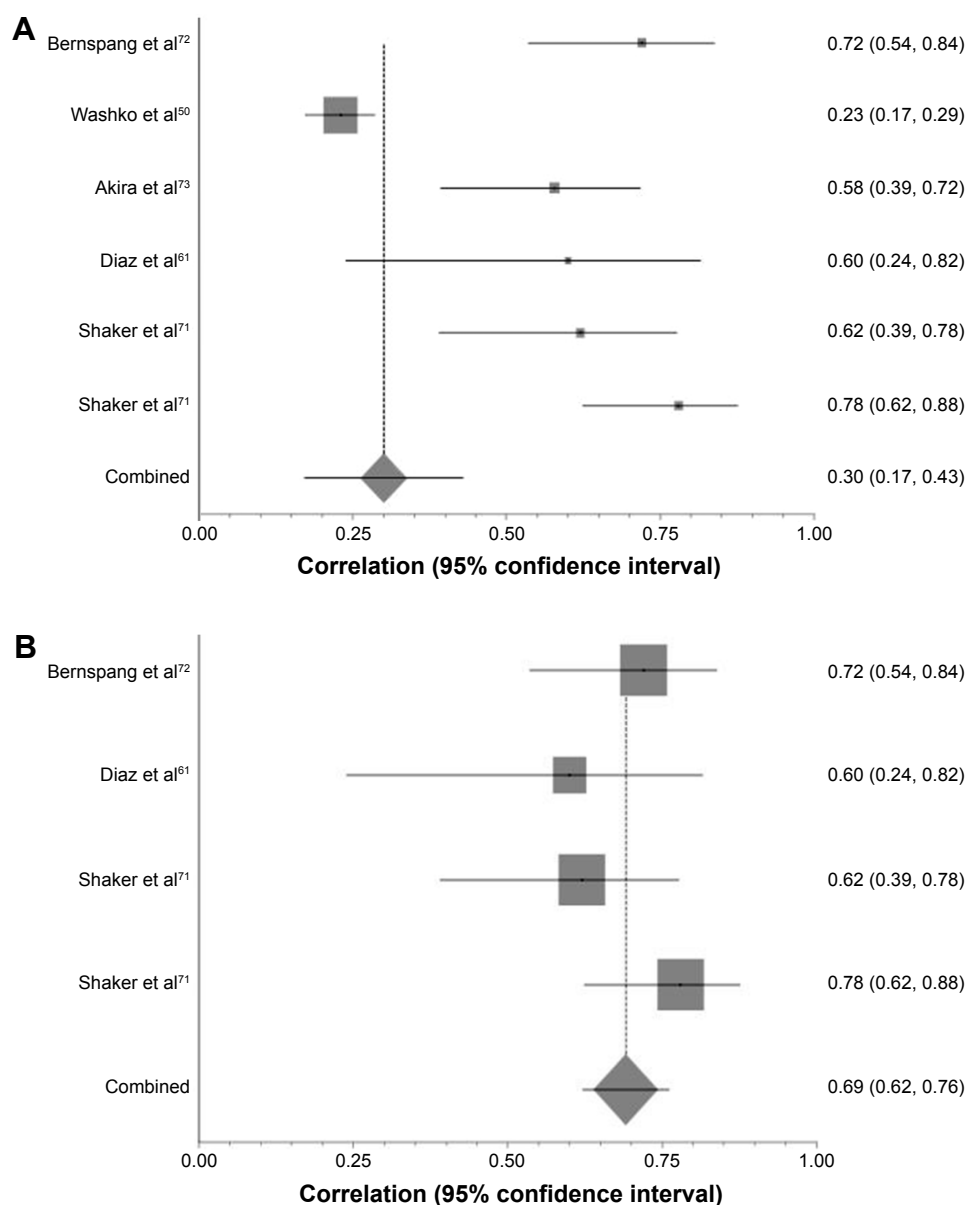 A
Bernspang et al72 0.72 (0.54, 0.84)
Washko et al50 0.23 (0.17, 0.29)
Akira et al73 0.58 (0.39, 0.72)
Diaz et al61 0.60 (0.24, 0.82)
Shaker et al71 0.62 (0.39, 0.78)
Shaker et al71 0.78 (0.62, 0.88)
Combined 0.30 (0.17, 0.43)
0.00 0.25 0.50 0.75 1.00
Correlation (95% confidence interval)
B
Bernspang et al72 0.72 (0.54, 0.84)
Diaz et al61 0.60 (0.24, 0.82)
Shaker et al71 0.62 (0.39, 0.78)
Shaker et al71 0.78 (0.62, 0.88)
Combined 0.69 (0.62, 0.76)
0.00 0.25 0.50 0.75 1.00
Correlation (95% confidence interval)